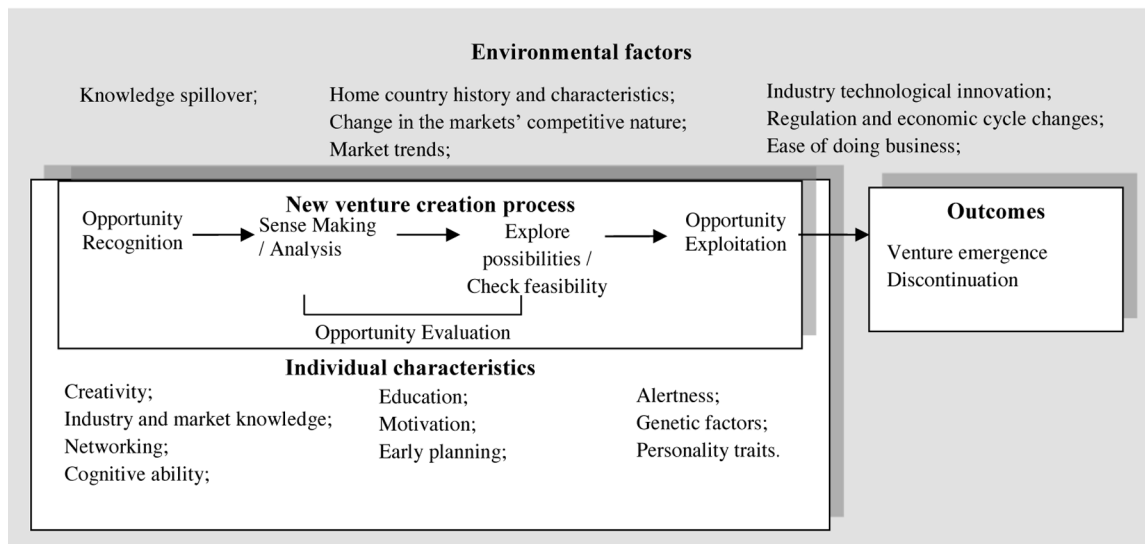 Environmental factors
Knowledge spillover;
Home country history and characteristics;
Change in the markets' competitive nature;
Market trends;
Industry technological innovation;
Regulation and economic cycle changes;
Ease of doing business;
New venture creation process
Opportunity
Recognition
Sense Making
/ Analysis
Explore
possibilities /
Check feasibility
Opportunity
Exploitation
Opportunity Evaluation
Outcomes
Venture emergence
Discontinuation
Individual characteristics
Creativity;
Industry and market knowledge;
Networking;
Cognitive ability;
Education;
Motivation;
Early planning;
Alertness;
Genetic factors;
Personality traits.